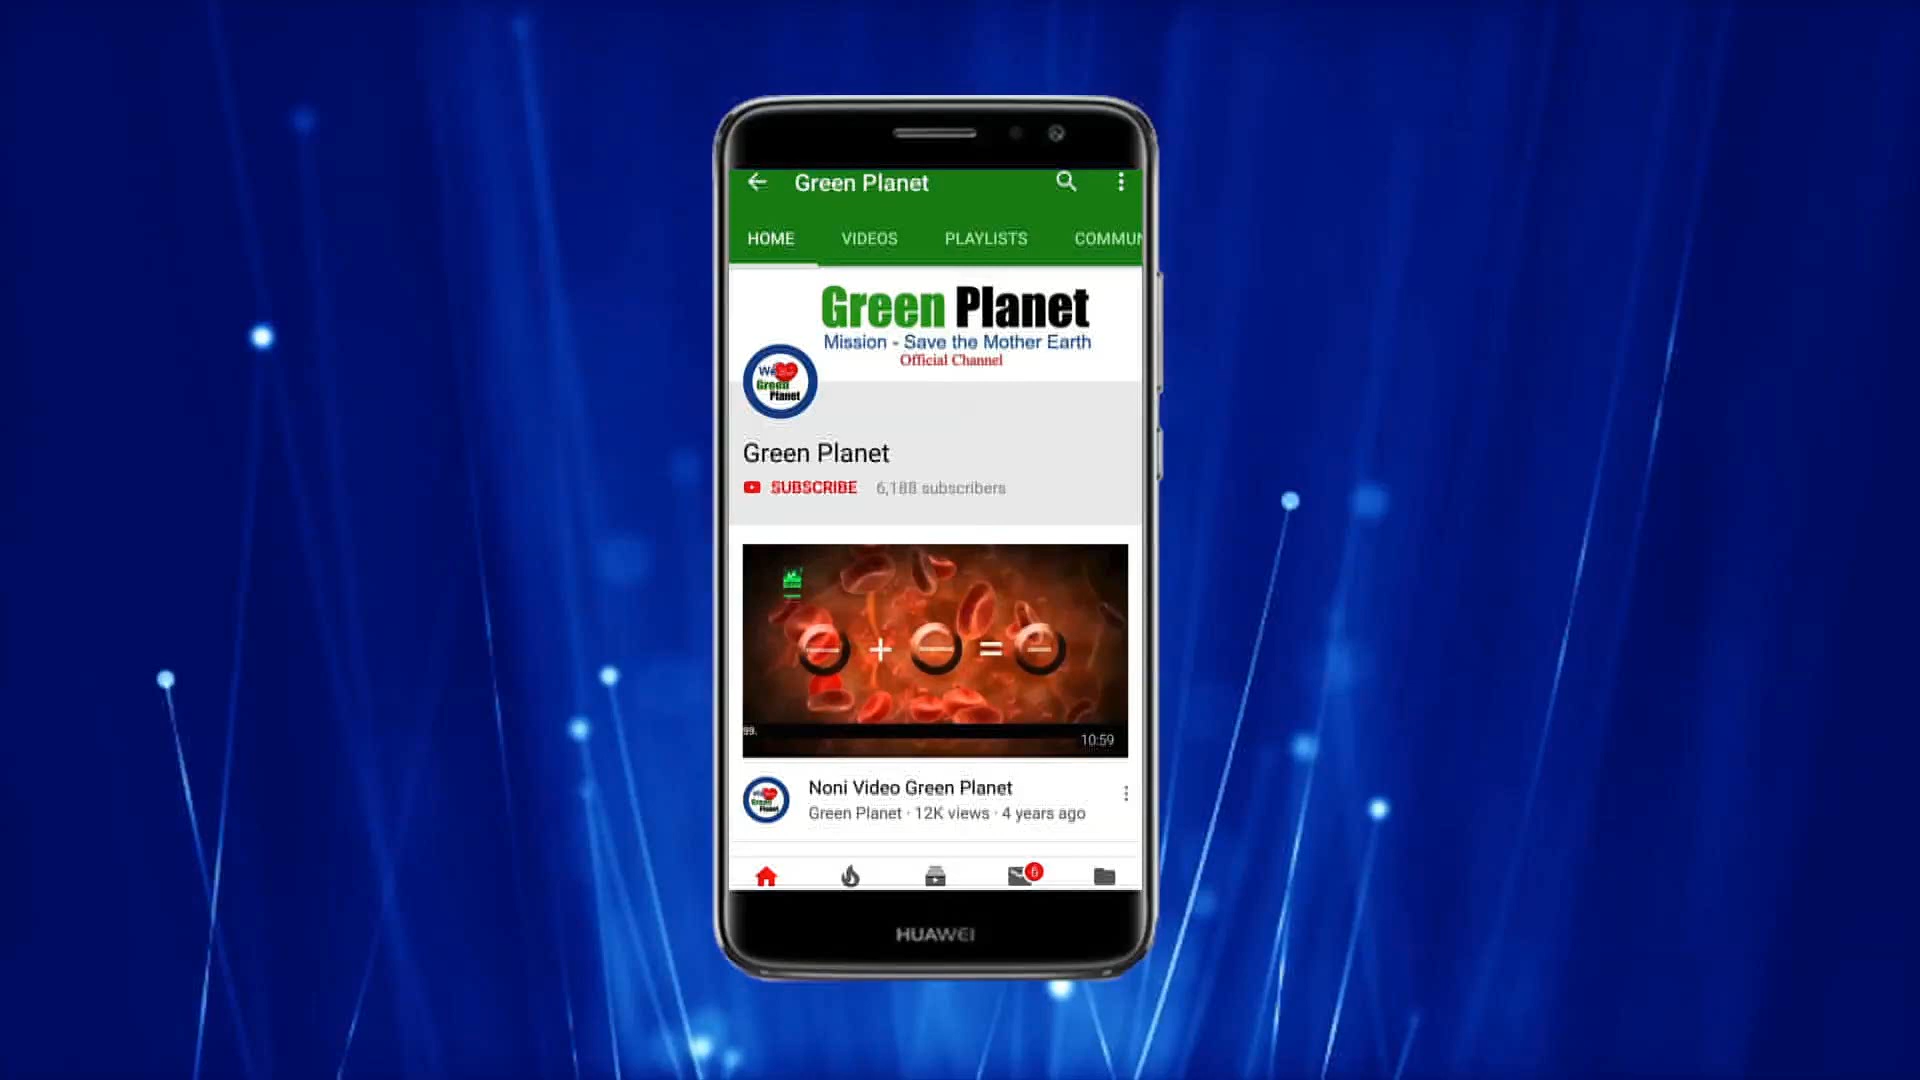 Green Planet
HOME VIDEOS PLAYLISTS COMMUN
Green Planet
Mission - Save the Mother Earth
Official Channel
We
Green
Planet
Green Planet
SUBSCRIBE 6,188 subscribers
+ =
99.
10:59
Noni Video Green Planet
Green Planet · 12K views · 4 years ago
6
HUAWEI